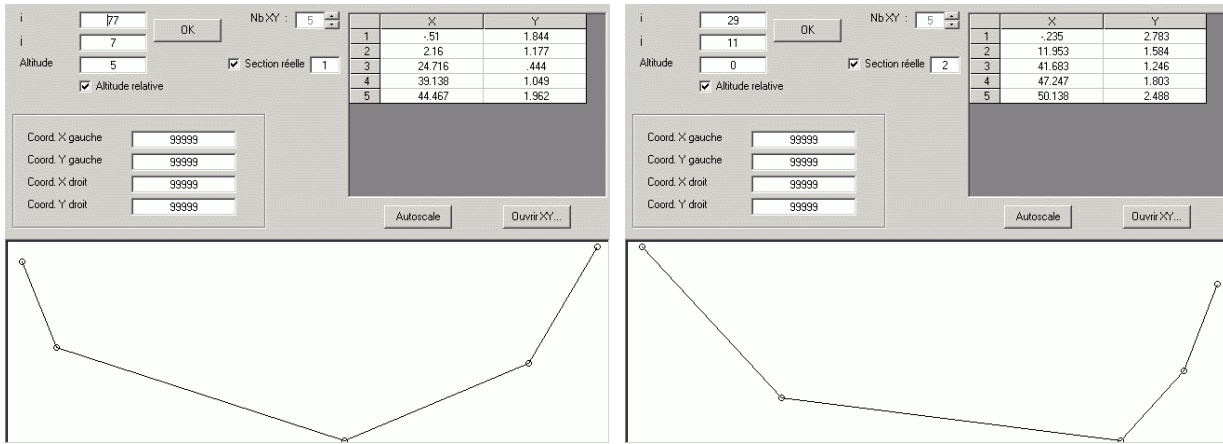 i 77 OK Nb XY : 5
i 7
Altitude 5 Section réelle 1
Altitude relative
X Y
1 -.51 1.844
2 2.16 1.177
3 24.716 .444
4 39.138 1.049
5 44.467 1.962
Coord. X gauche 99999
Coord. Y gauche 99999
Coord. X droit 99999
Coord. Y droit 99999
Autoscale Ouvrir XY...
i 29 OK Nb XY : 5
i 11
Altitude 0 Section réelle 2
Altitude relative
X Y
1 -.235 2.783
2 11.953 1.584
3 41.683 1.246
4 47.247 1.803
5 50.138 2.488
Coord. X gauche 99999
Coord. Y gauche 99999
Coord. X droit 99999
Coord. Y droit 99999
Autoscale Ouvrir XY...